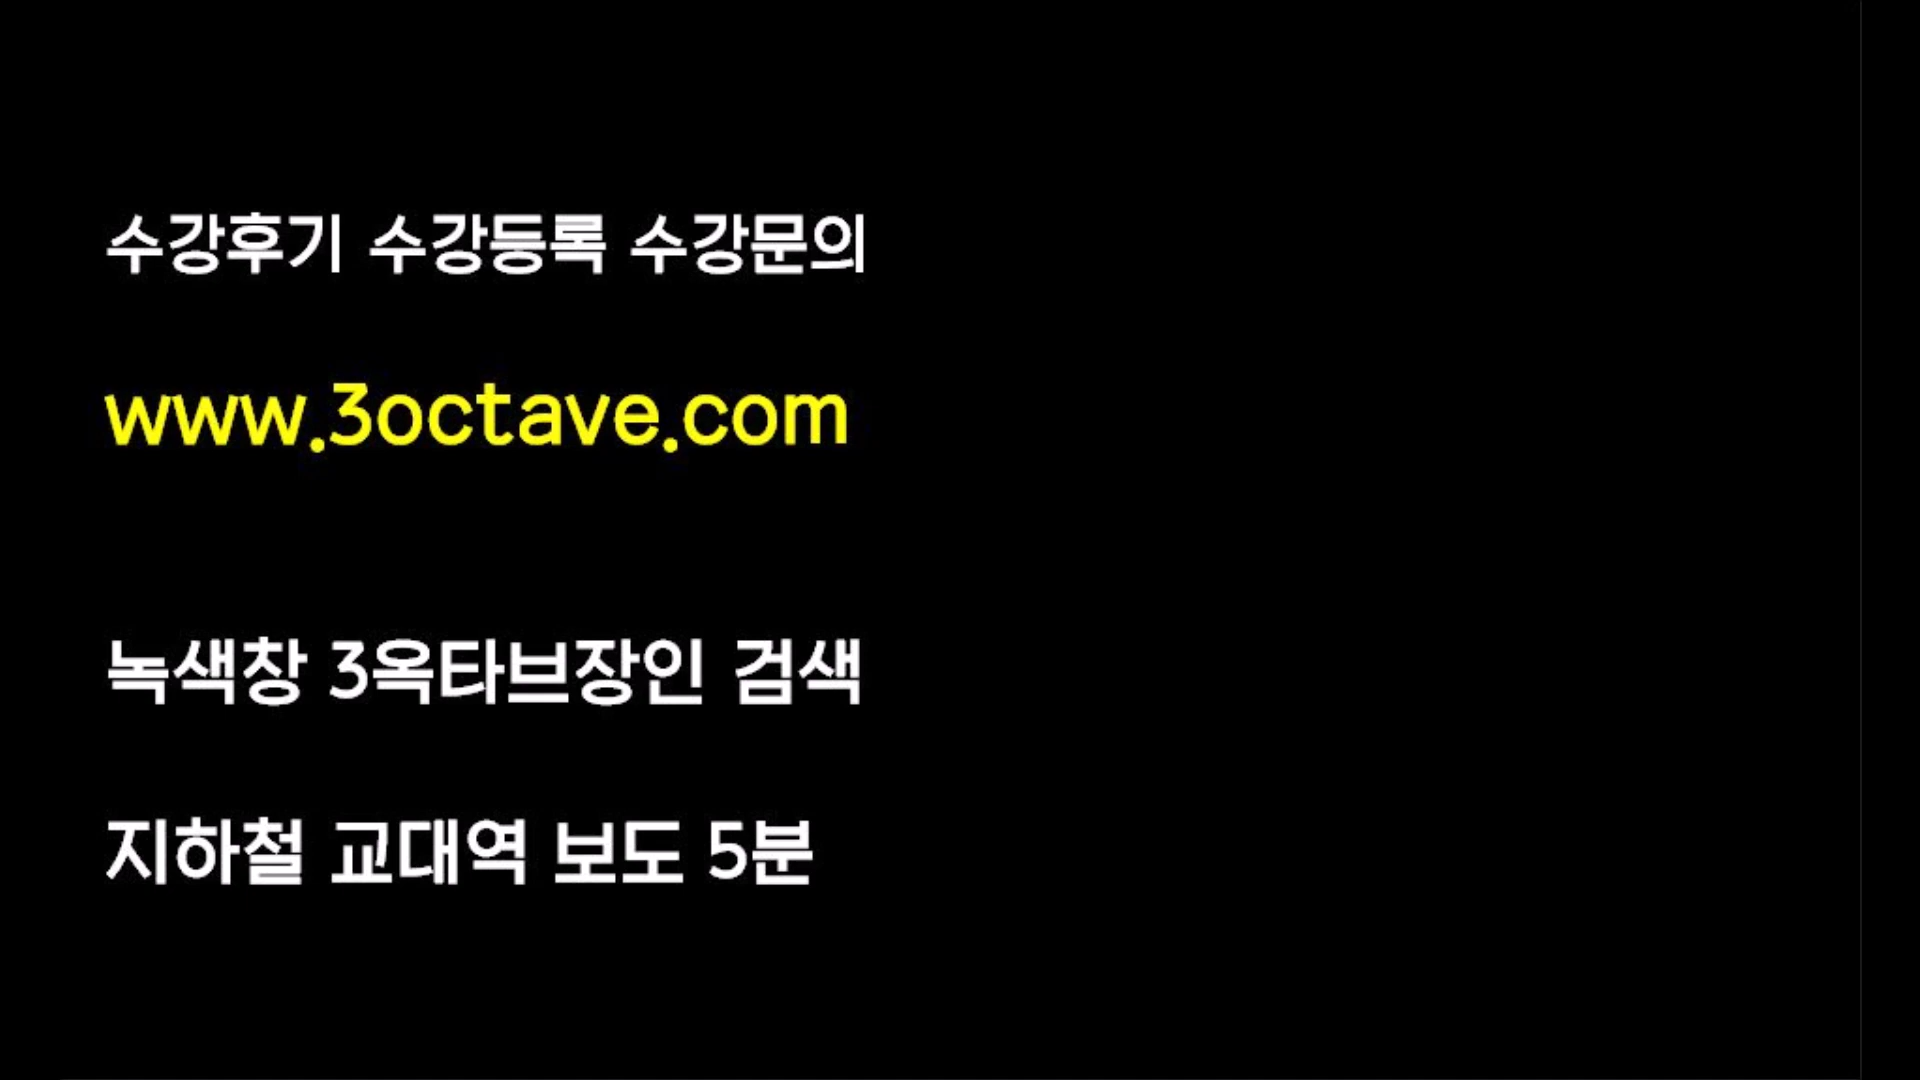 수강후기 수강등록 수강문의
www.3octave.com
녹색창 3옥타브장인 검색
지하철 교대역 보도 5분